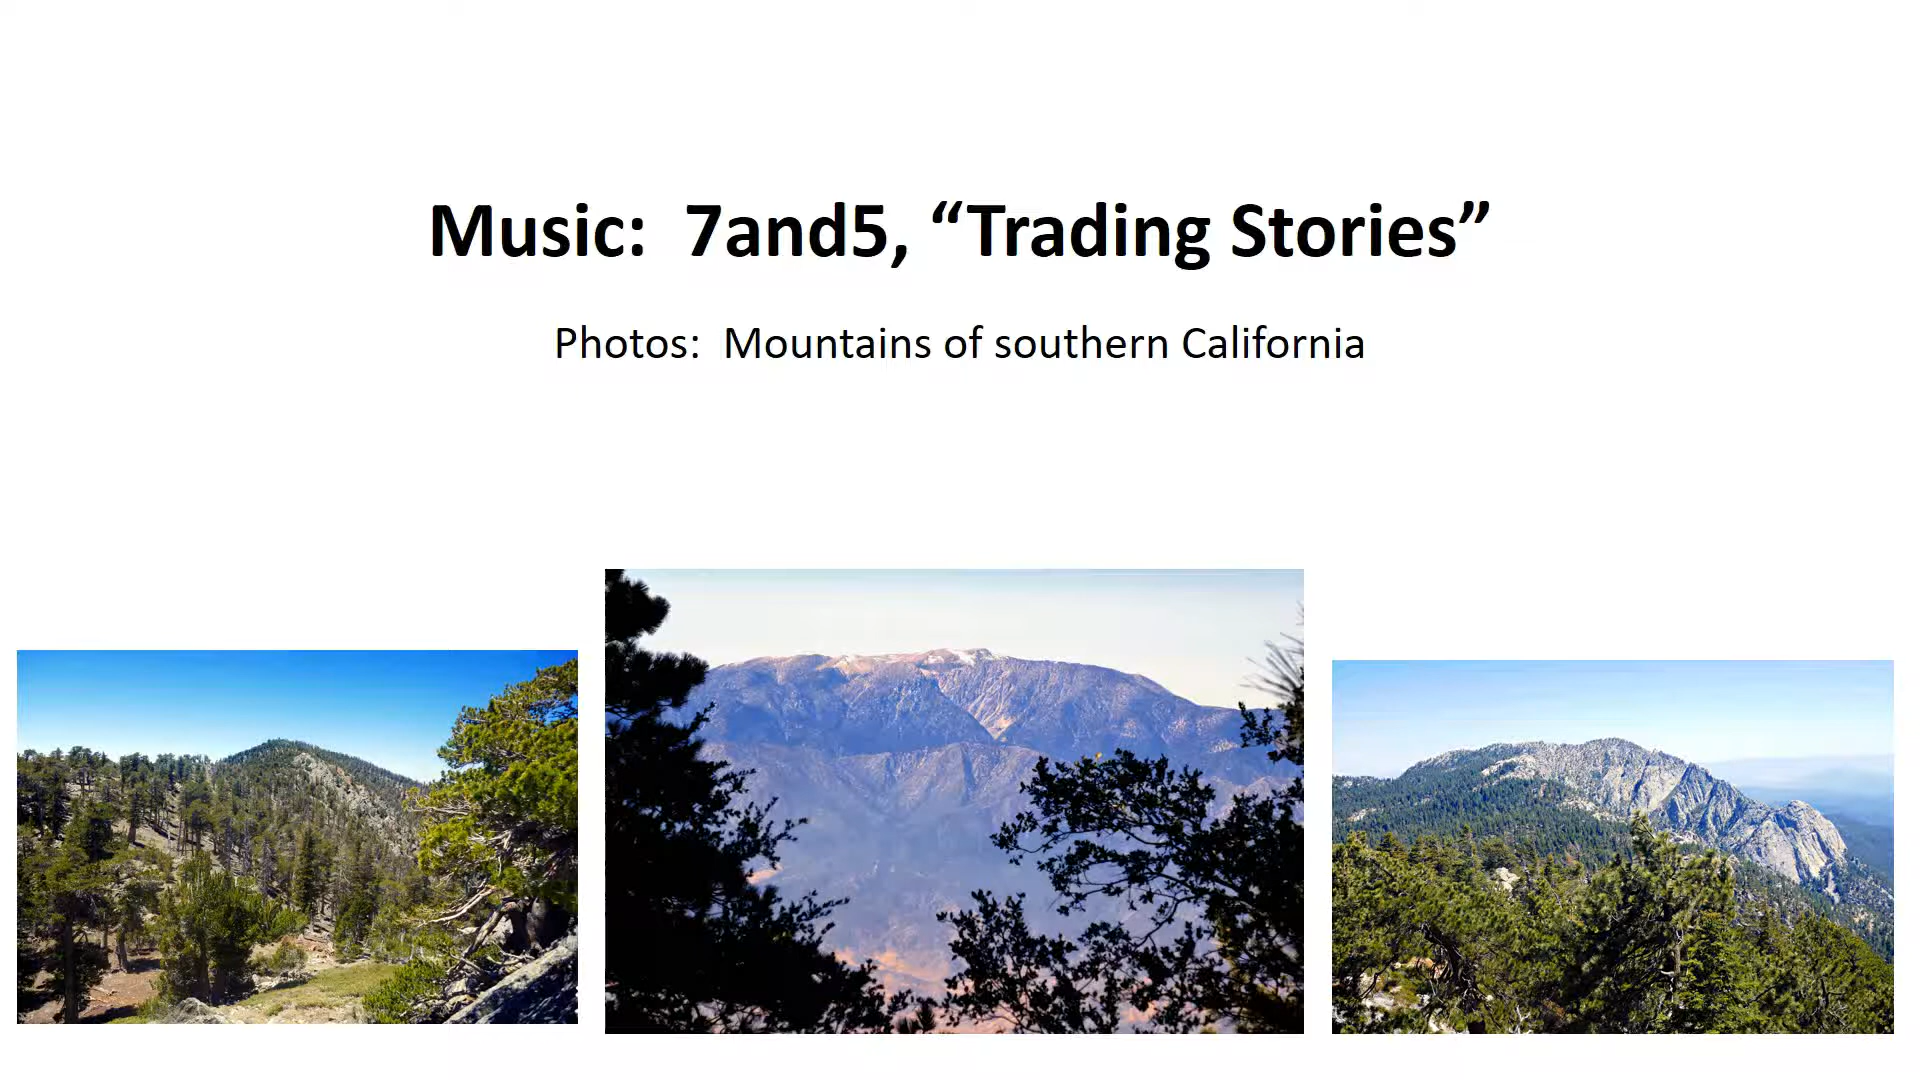 Music:  7and5, “Trading Stories”
Photos:  Mountains of southern California